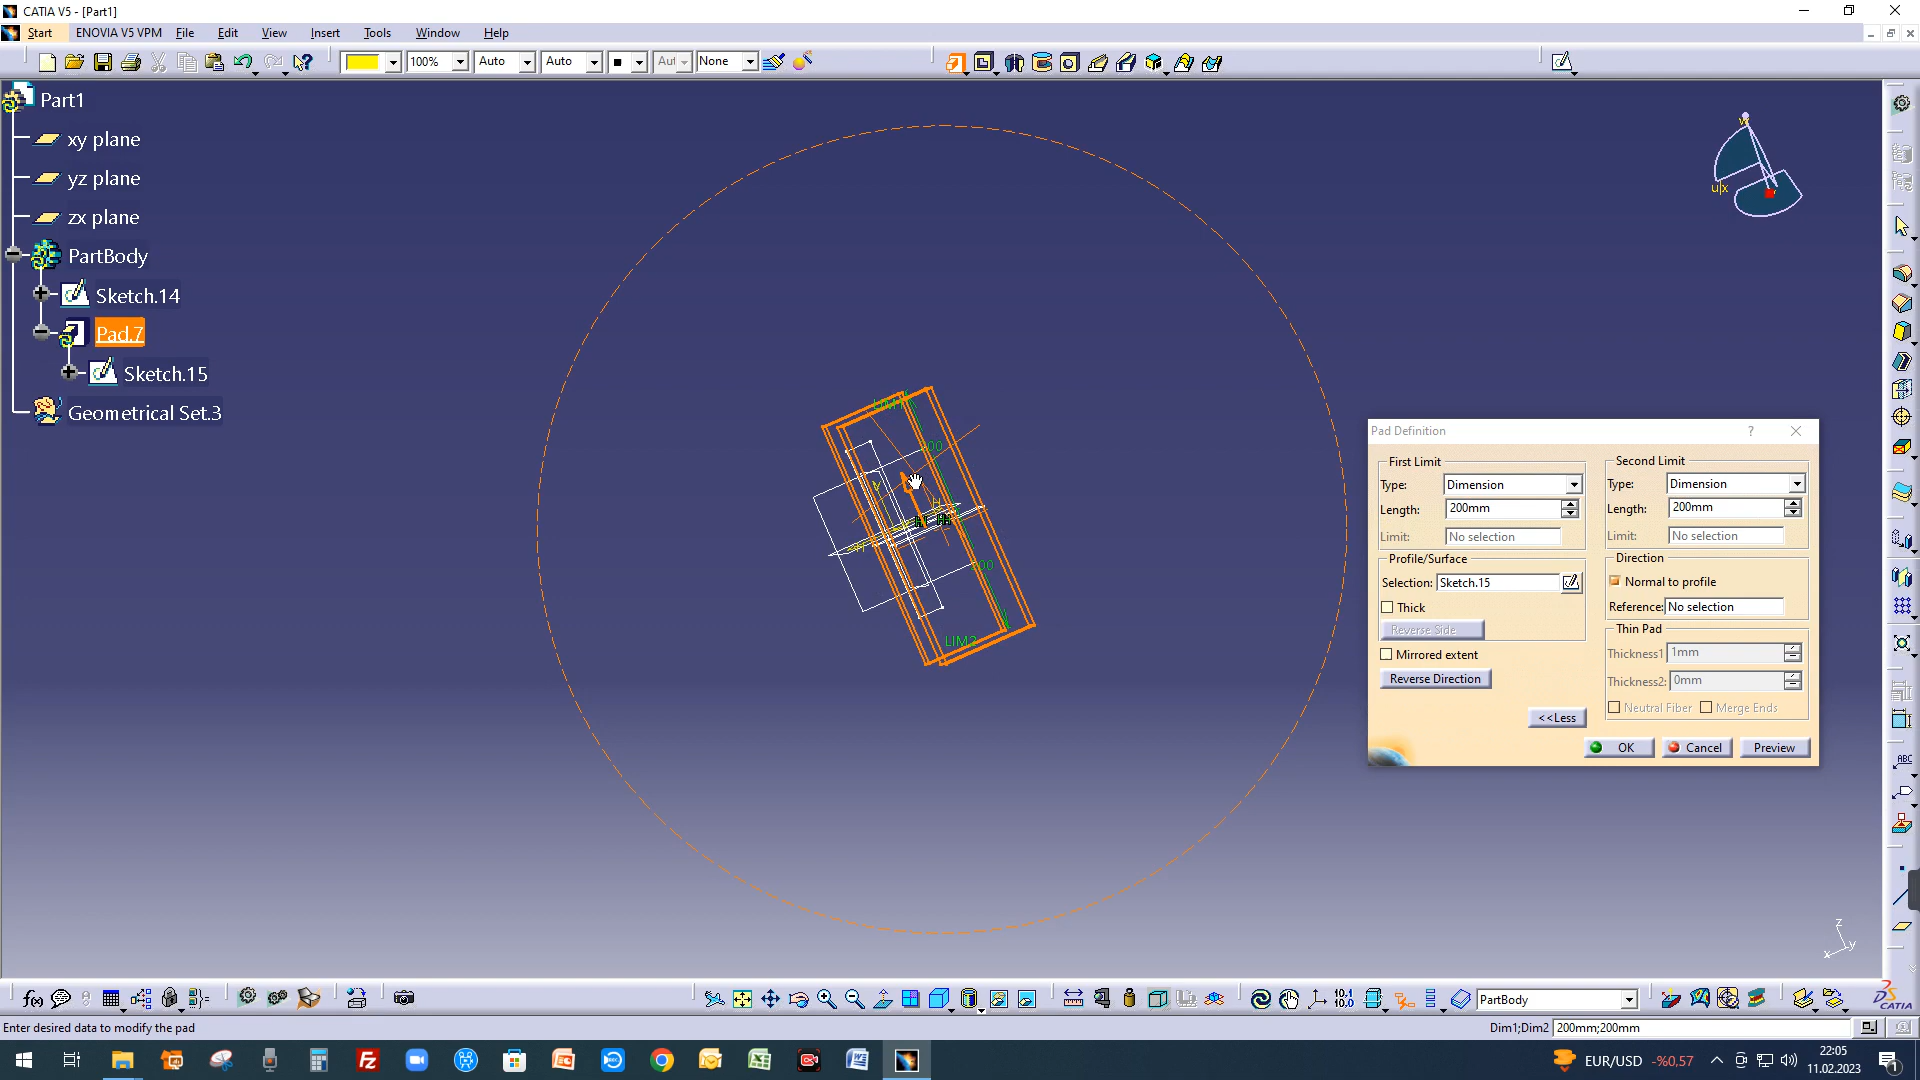 CATIA V5 - [Part1]
Start ENOVIA V5 VPM File Edit View Insert Tools Window Help
100% Auto Auto Aut None
Part1
xy plane
yz plane
zx plane
PartBody
Sketch.14
Pad.7
Sketch.15
Geometrical Set.3
u|x
V
H
LIM2
Pad Definition ?
First Limit
Type: Dimension
Length: 200mm
Limit: No selection
Profile/Surface
Selection: Sketch.15
Thick
Reverse Side
Mirrored extent
Reverse Direction
<<Less
Second Limit
Type: Dimension
Length: 200mm
Limit: No selection
Direction
Normal to profile
Reference: No selection
Thin Pad
Thickness1 1mm
Thickness2: 0mm
Neutral Fiber Merge Ends
OK Cancel Preview
z
x y
PartBody
CATIA
Enter desired data to modify the pad
Dim1;Dim2 200mm;200mm
EUR/USD -%0,57
22:05
11.02.2023
1